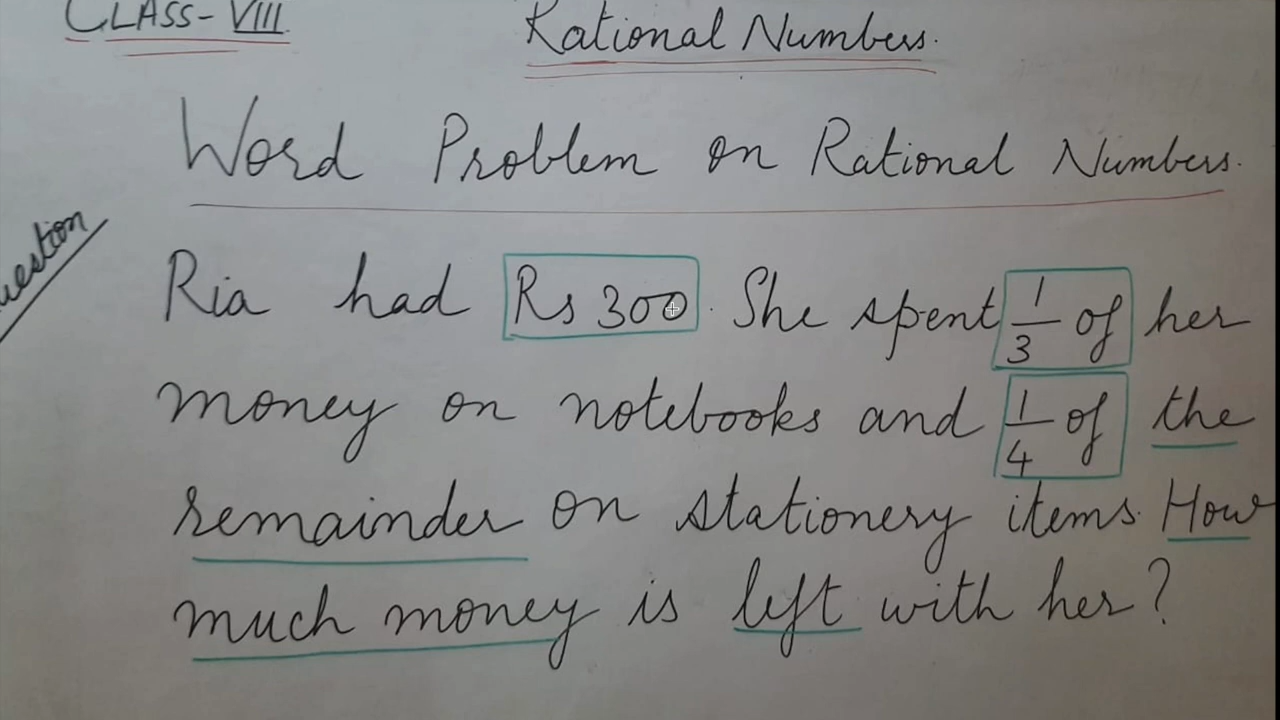 CLASS-VIII
Rational Numbers.
Word Problem on Rational Numbers.
Ria had Rs 300. She spent 1/3 of her
money on notebooks and 1/4 of the
remainder on stationery items. How
much money is left with her?